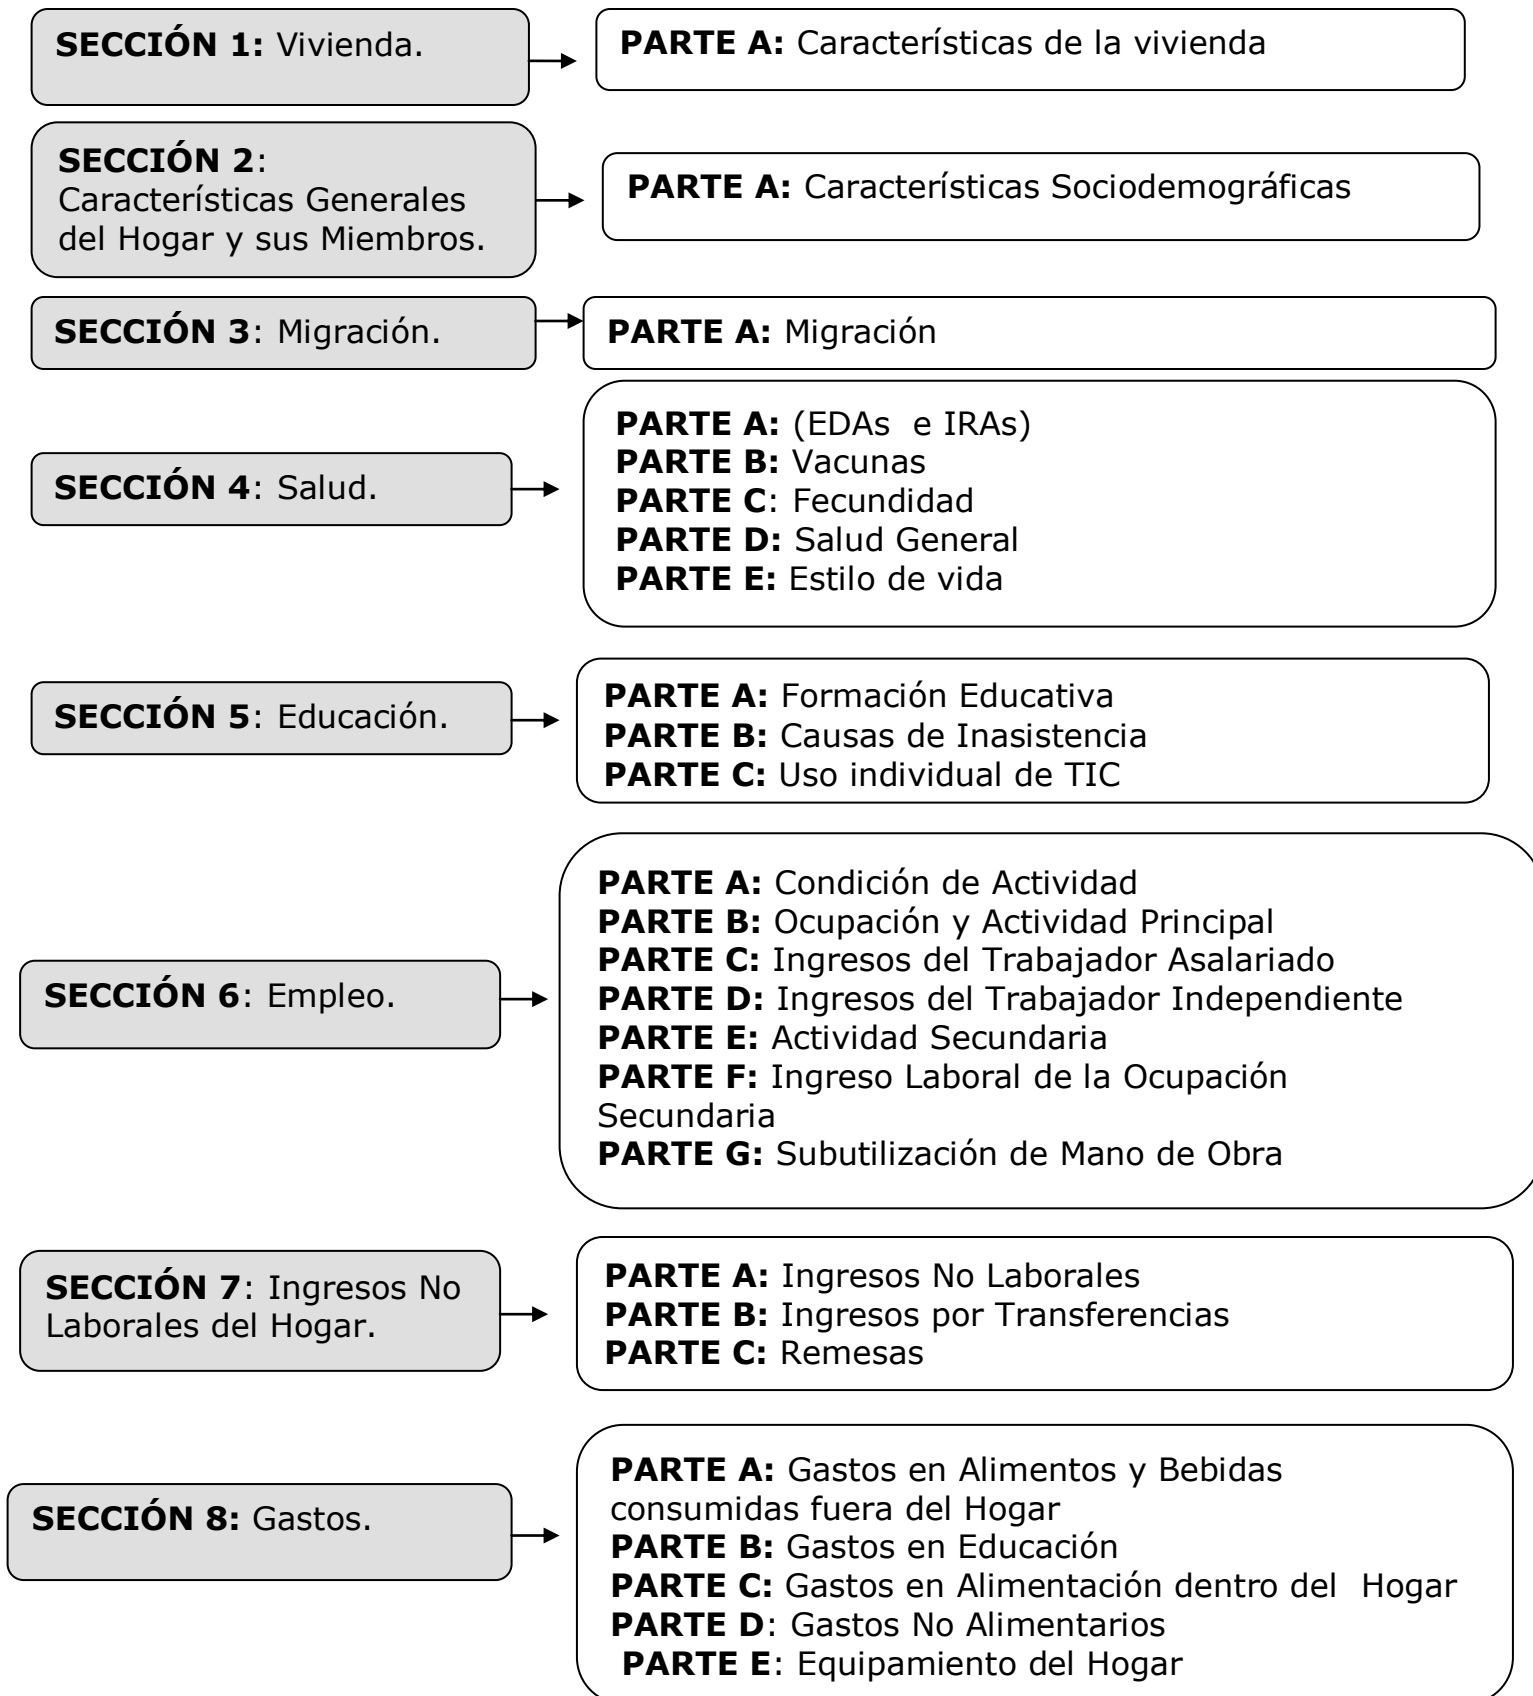 SECCIÓN 1: Vivienda.
PARTE A: Características de la vivienda
SECCIÓN 2:
Características Generales
del Hogar y sus Miembros.
PARTE A: Características Sociodemográficas
SECCIÓN 3: Migración.
PARTE A: Migración
SECCIÓN 4: Salud.
PARTE A: (EDAs e IRAs)
PARTE B: Vacunas
PARTE C: Fecundidad
PARTE D: Salud General
PARTE E: Estilo de vida
SECCIÓN 5: Educación.
PARTE A: Formación Educativa
PARTE B: Causas de Inasistencia
PARTE C: Uso individual de TIC
SECCIÓN 6: Empleo.
PARTE A: Condición de Actividad
PARTE B: Ocupación y Actividad Principal
PARTE C: Ingresos del Trabajador Asalariado
PARTE D: Ingresos del Trabajador Independiente
PARTE E: Actividad Secundaria
PARTE F: Ingreso Laboral de la Ocupación
Secundaria
PARTE G: Subutilización de Mano de Obra
SECCIÓN 7: Ingresos No
Laborales del Hogar.
PARTE A: Ingresos No Laborales
PARTE B: Ingresos por Transferencias
PARTE C: Remesas
SECCIÓN 8: Gastos.
PARTE A: Gastos en Alimentos y Bebidas
consumidas fuera del Hogar
PARTE B: Gastos en Educación
PARTE C: Gastos en Alimentación dentro del Hogar
PARTE D: Gastos No Alimentarios
PARTE E: Equipamiento del Hogar